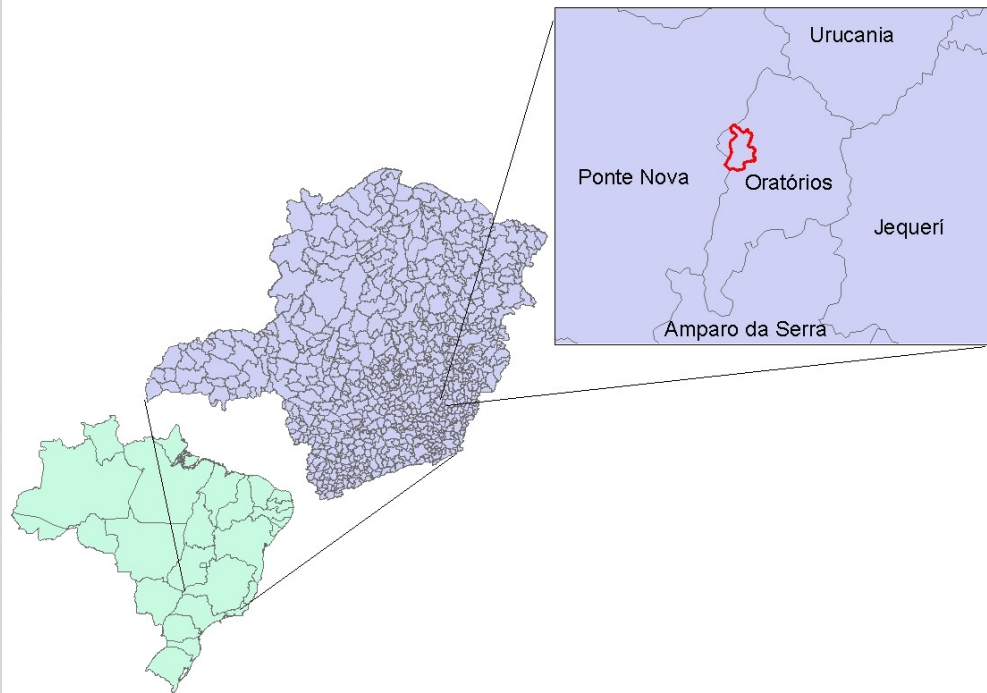 Urucania
Ponte Nova
Oratórios
Jequerí
Amparo da Serra